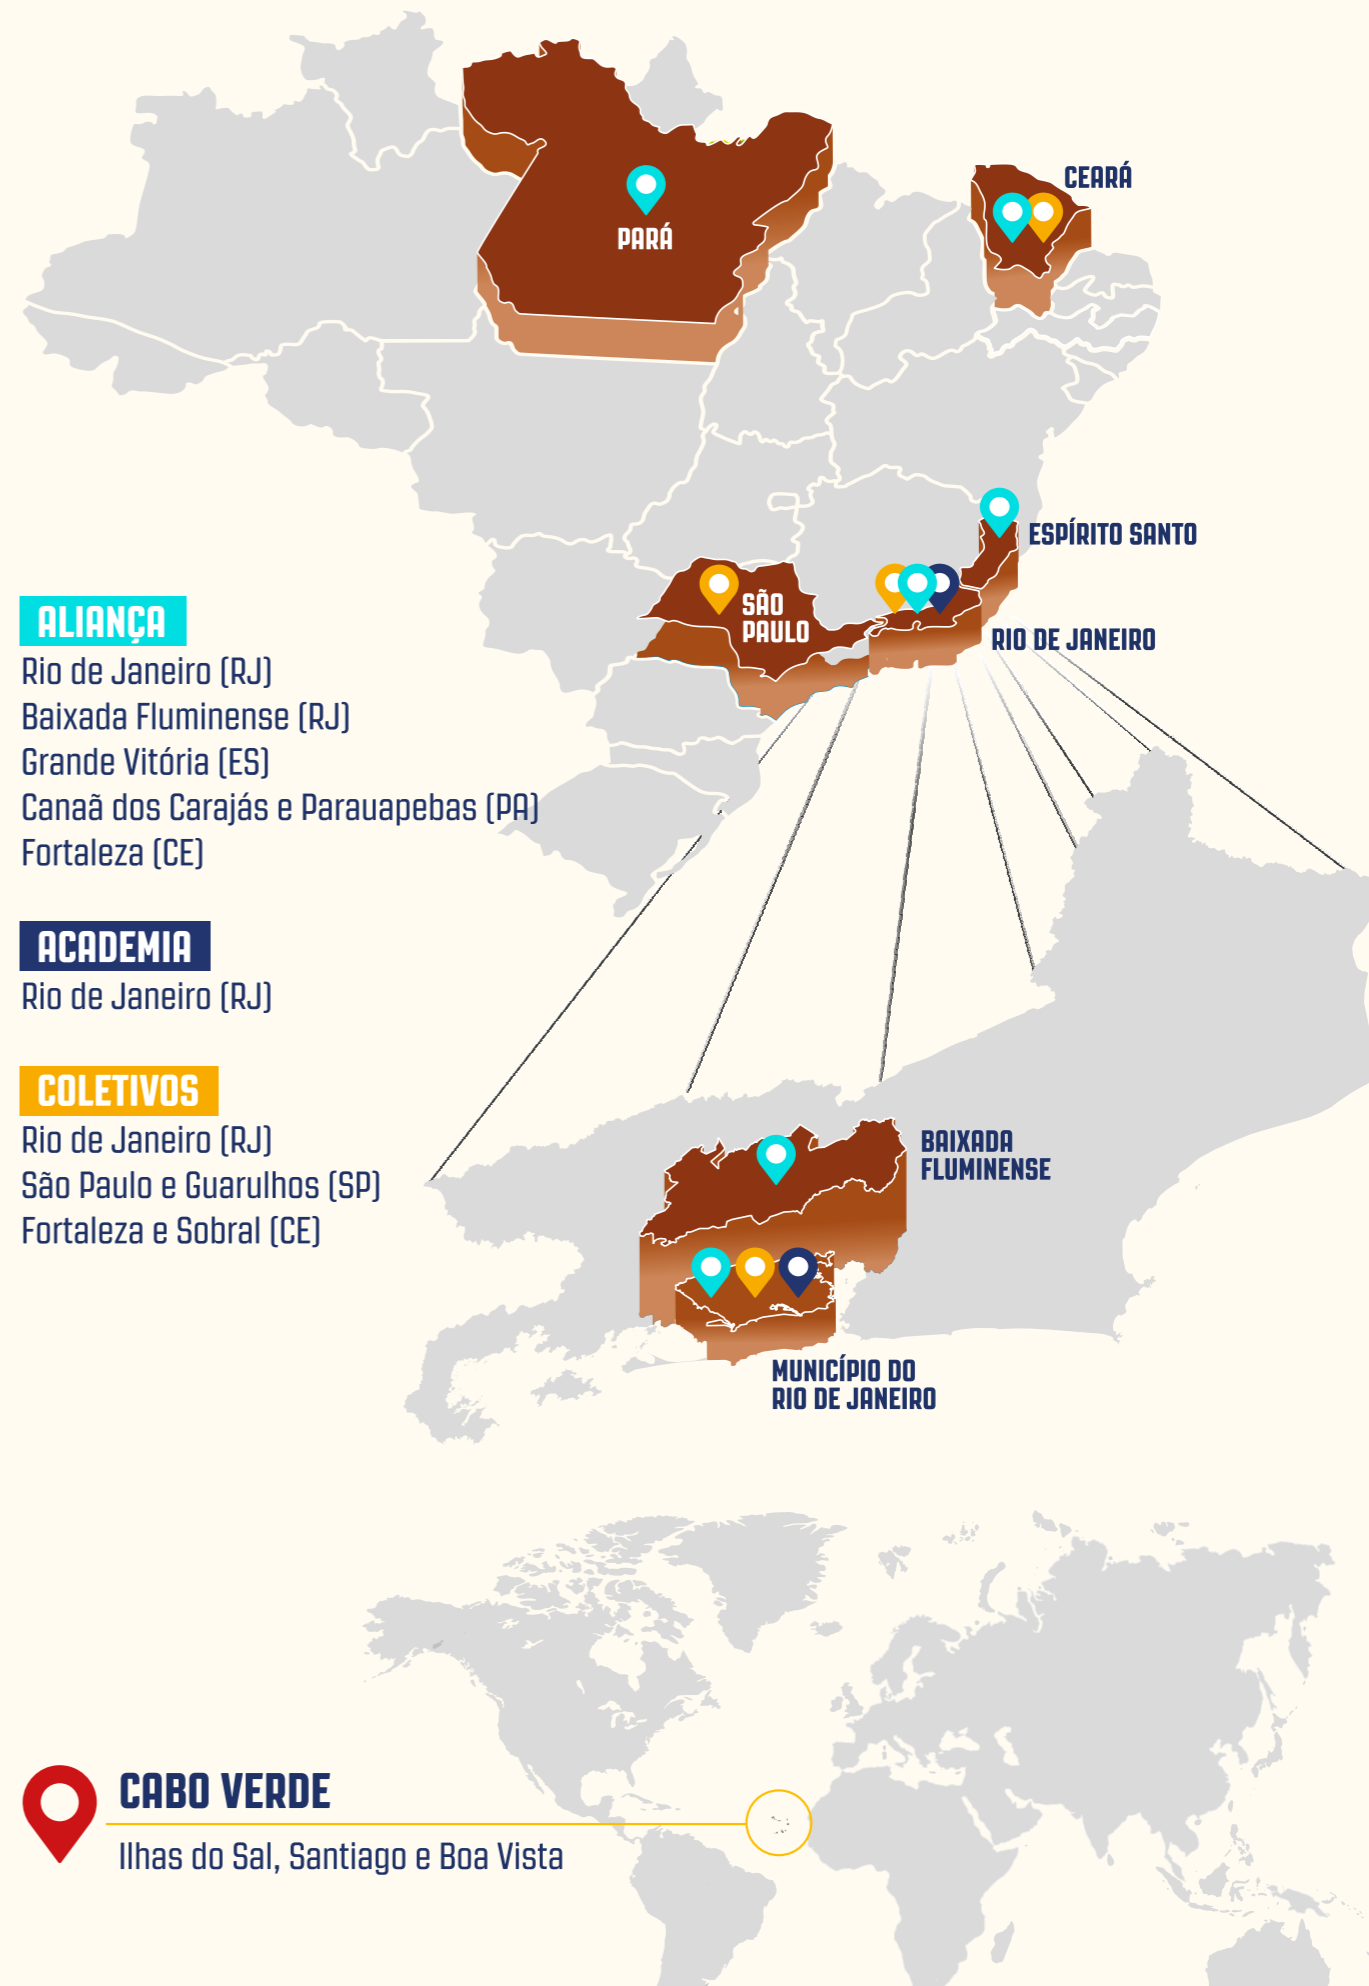 CEARÁ
PARÁ
ESPÍRITO SANTO
SÃO
PAULO
RIO DE JANEIRO
ALIANÇA
Rio de Janeiro (RJ)
Baixada Fluminense (RJ)
Grande Vitória (ES)
Canaã dos Carajás e Parauapebas (PA)
Fortaleza (CE)
ACADEMIA
Rio de Janeiro (RJ)
COLETIVOS
Rio de Janeiro (RJ)
São Paulo e Guarulhos (SP)
Fortaleza e Sobral (CE)
BAIXADA
FLUMINENSE
MUNICÍPIO DO
RIO DE JANEIRO
CABO VERDE
Ilhas do Sal, Santiago e Boa Vista